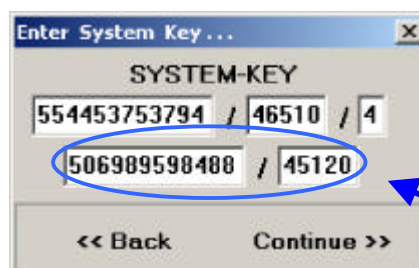 Enter System Key...
SYSTEM-KEY
554453753794 / 46510 / 4
506989598488 / 45120
<< Back Continue >>